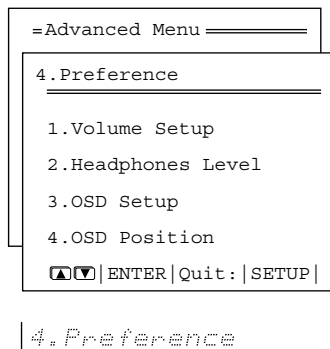 =Advanced Menu
4.Preference
1.Volume Setup
2.Headphones Level
3.OSD Setup
4.OSD Position
▲▼|ENTER|Quit:|SETUP|
4.Preference